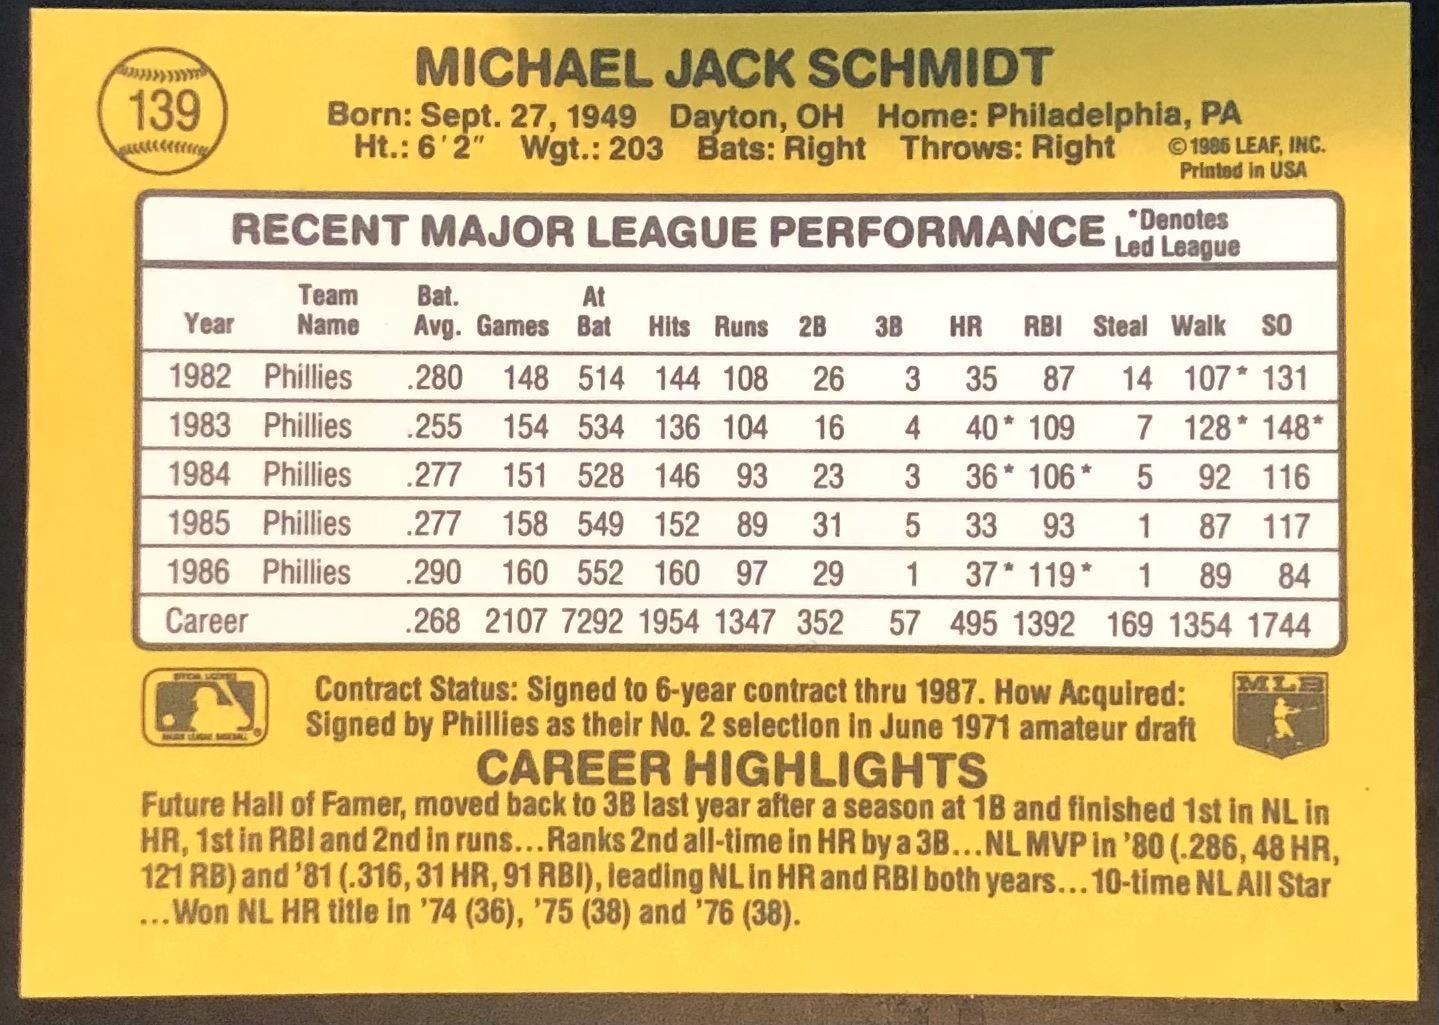 139
MICHAEL JACK SCHMIDT
Born: Sept. 27, 1949 Dayton, OH Home: Philadelphia, PA
Ht.: 6'2" Wgt.: 203 Bats: Right Throws: Right
©1986 LEAF, INC.
Printed in USA
RECENT MAJOR LEAGUE PERFORMANCE
*Denotes
Led League
Year Team Name Bat. Avg. Games At Bat Hits Runs 2B 3B HR RBI Steal Walk SO
1982 Phillies .280 148 514 144 108 26 3 35 87 14 107* 131
1983 Phillies .255 154 534 136 104 16 4 40* 109 7 128* 148*
1984 Phillies .277 151 528 146 93 23 3 36* 106* 5 92 116
1985 Phillies .277 158 549 152 89 31 5 33 93 1 87 117
1986 Phillies .290 160 552 160 97 29 1 37* 119* 1 89 84
Career .268 2107 7292 1954 1347 352 57 495 1392 169 1354 1744
Contract Status: Signed to 6-year contract thru 1987. How Acquired:
Signed by Phillies as their No. 2 selection in June 1971 amateur draft
MLB
CAREER HIGHLIGHTS
Future Hall of Famer, moved back to 3B last year after a season at 1B and finished 1st in NL in
HR, 1st in RBI and 2nd in runs...Ranks 2nd all-time in HR by a 3B...NL MVP in '80 (.286, 48 HR,
121 RB) and '81 (.316, 31 HR, 91 RBI), leading NL in HR and RBI both years...10-time NL All Star
...Won NL HR title in '74 (36), '75 (38) and '76 (38).